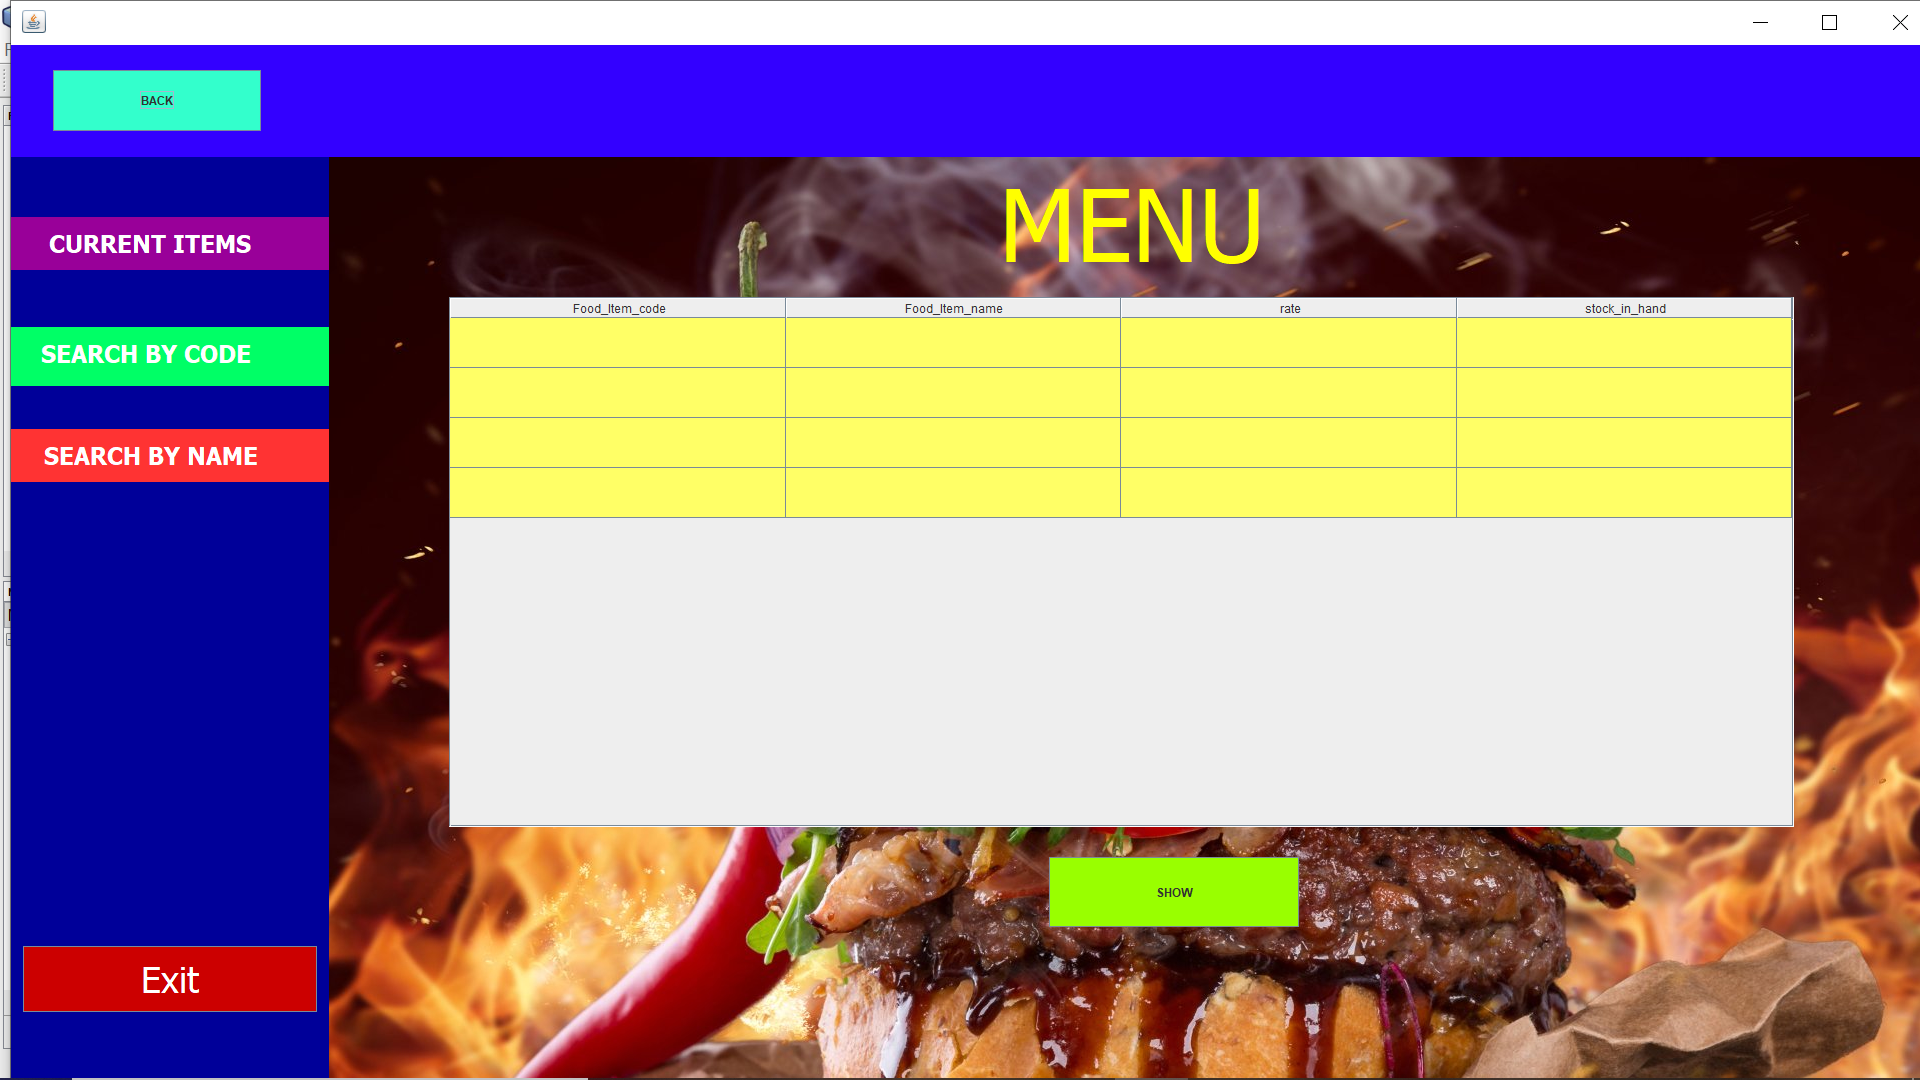 BACK
CURRENT ITEMS
SEARCH BY CODE
SEARCH BY NAME
Exit
MENU
Food_Item_code Food_Item_name rate stock_in_hand
SHOW